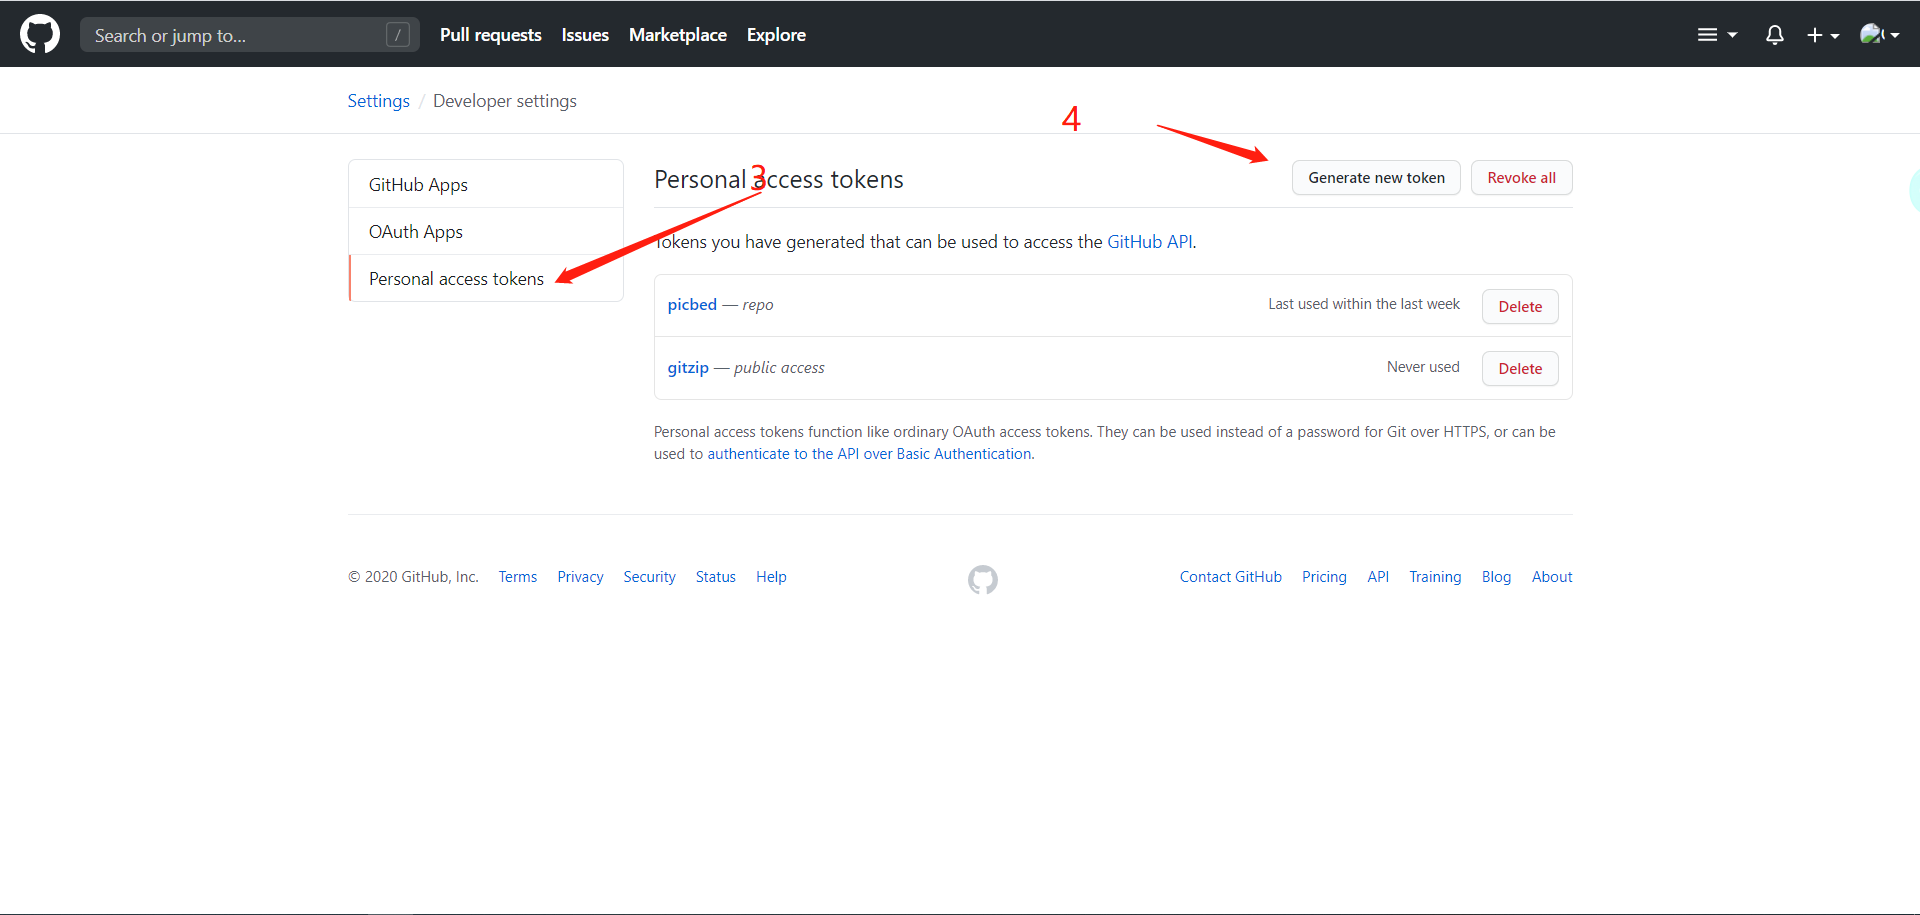 Search or jump to... /
Pull requests Issues Marketplace Explore
Settings / Developer settings
4
GitHub Apps
OAuth Apps
Personal access tokens
3
Personal access tokens
Generate new token Revoke all
Tokens you have generated that can be used to access the GitHub API.
picbed — repo Last used within the last week Delete
gitzip — public access Never used Delete
Personal access tokens function like ordinary OAuth access tokens. They can be used instead of a password for Git over HTTPS, or can be
used to authenticate to the API over Basic Authentication.
© 2020 GitHub, Inc. Terms Privacy Security Status Help Contact GitHub Pricing API Training Blog About